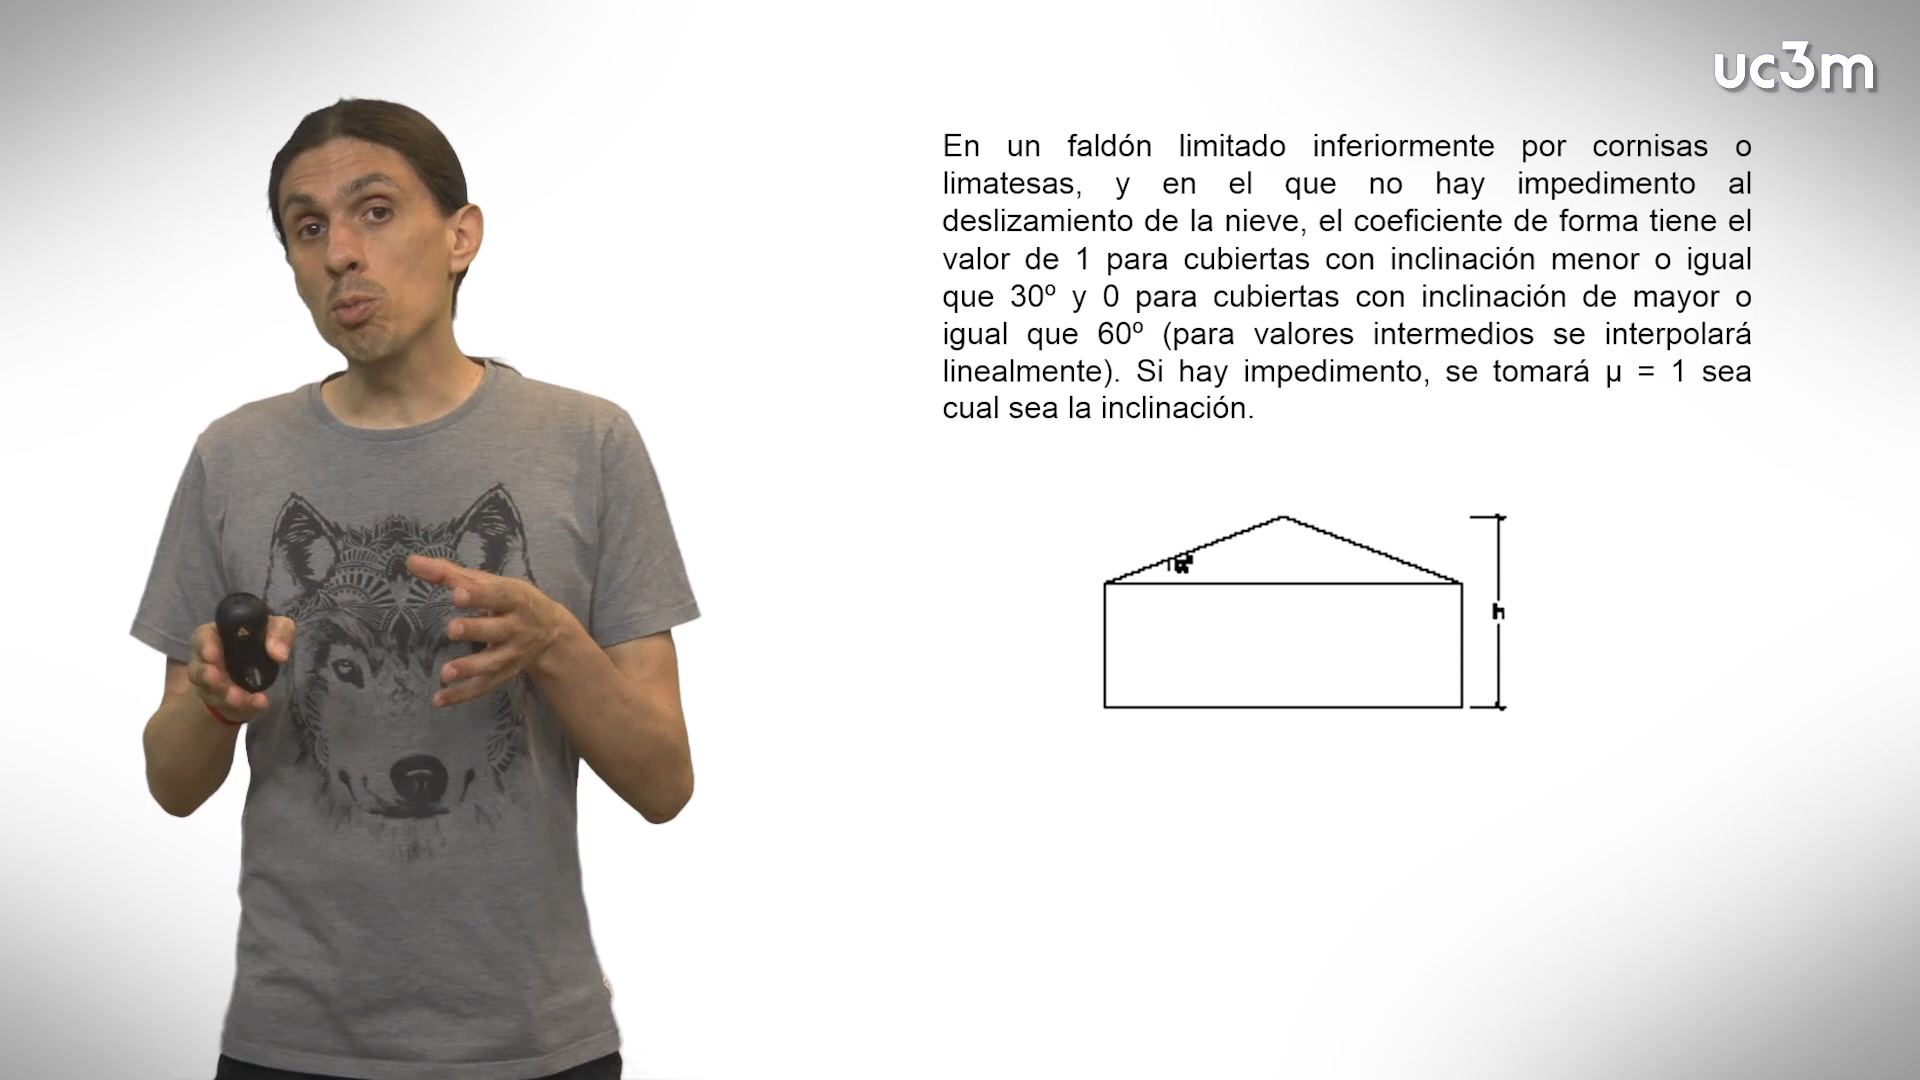 uc3m
En un faldón limitado inferiormente por cornisas o
limatesas, y en el que no hay impedimento al
deslizamiento de la nieve, el coeficiente de forma tiene el
valor de 1 para cubiertas con inclinación menor o igual
que 30º y 0 para cubiertas con inclinación de mayor o
igual que 60º (para valores intermedios se interpolará
linealmente). Si hay impedimento, se tomará µ = 1 sea
cual sea la inclinación.
h